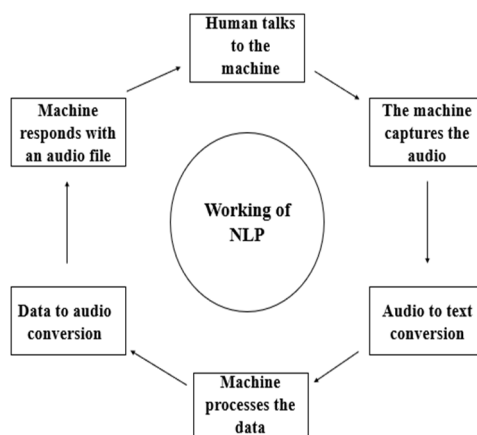 Human talks
to the
machine
The machine
captures the
audio
Audio to text
conversion
Machine
processes the
data
Data to audio
conversion
Machine
responds with
an audio file
Working of
NLP